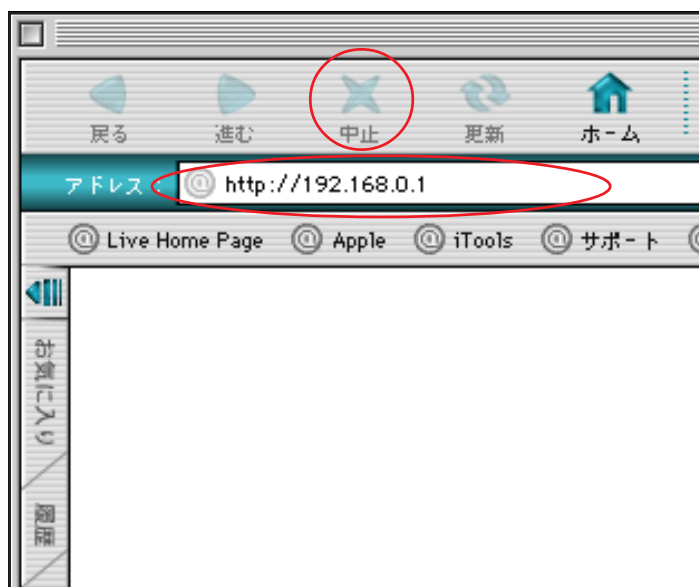 戻る 進む 中止 更新 ホーム
アドレス : http://192.168.0.1
Live Home Page Apple iTools サポート
お気に入り
履歴